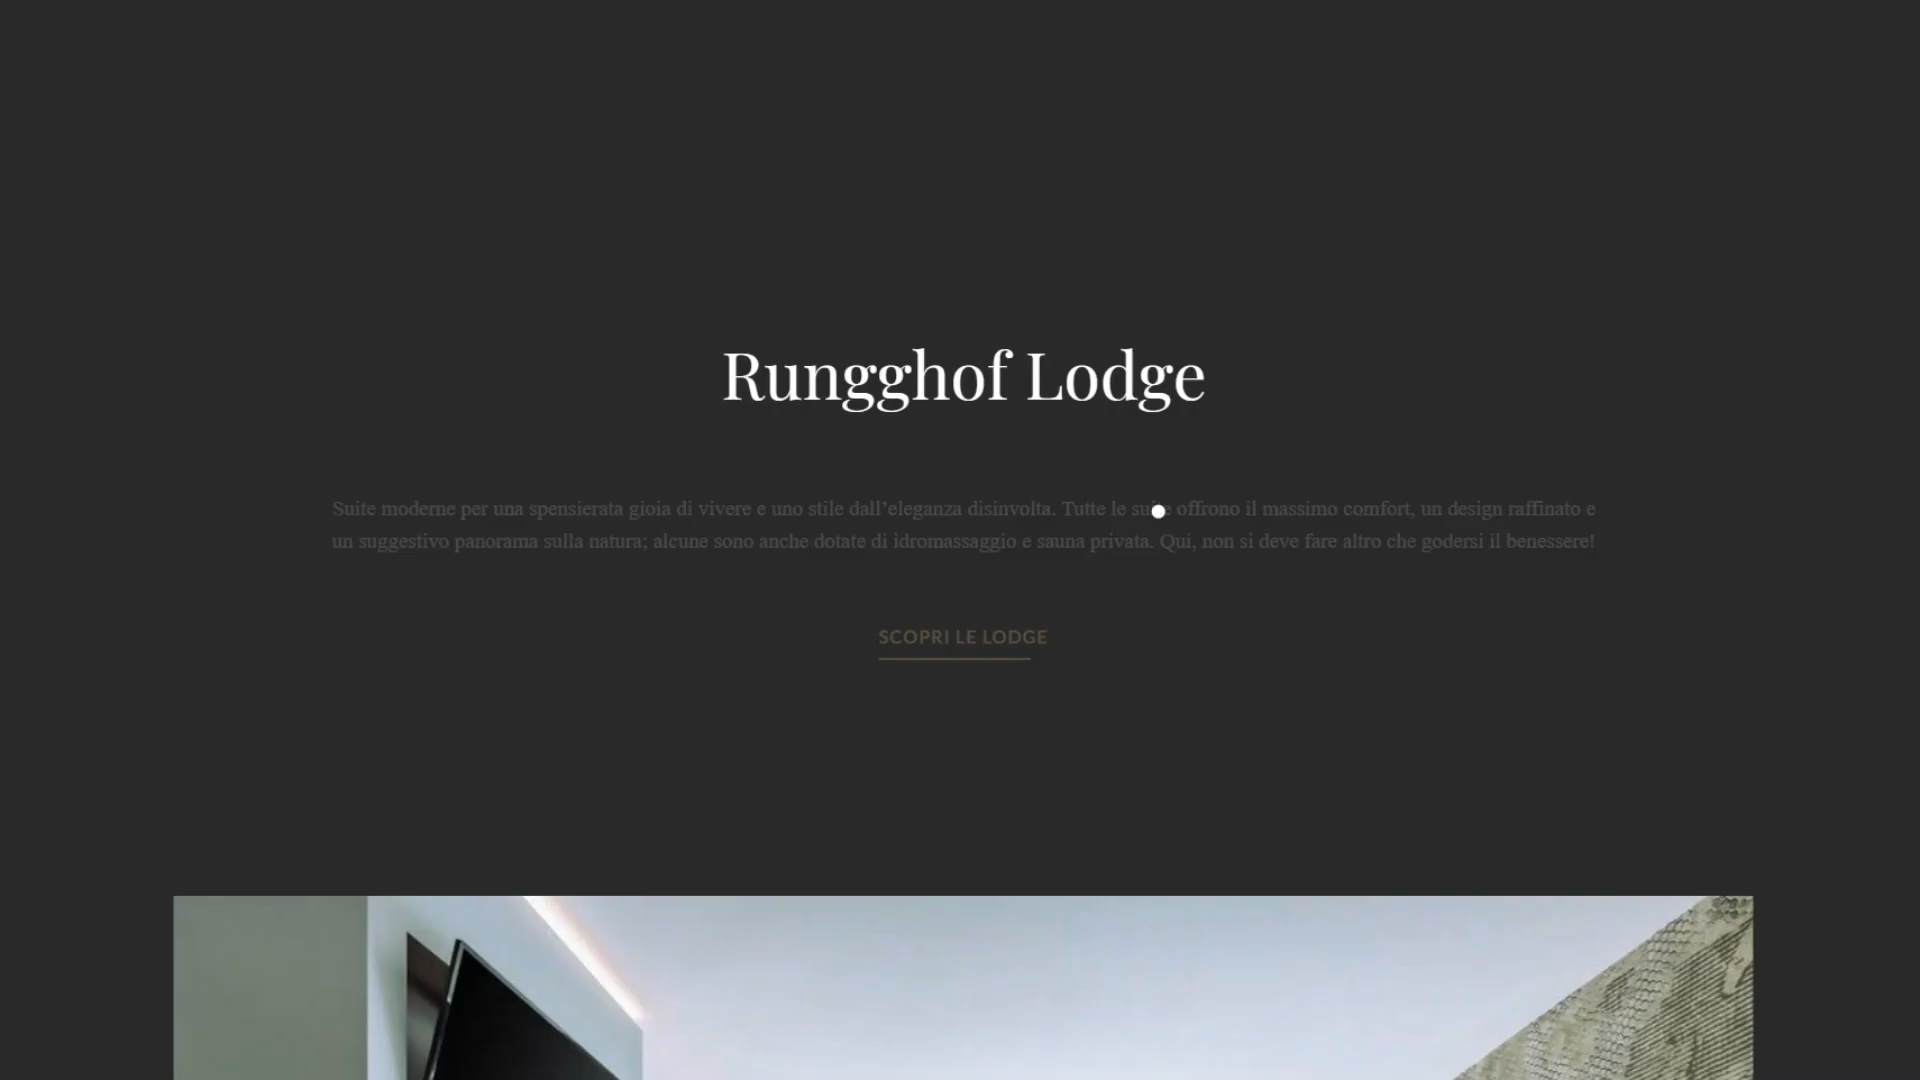 Rungghof Lodge
Suite moderne per una spensierata gioia di vivere e uno stile dall’eleganza disinvolta. Tutte le suite offrono il massimo comfort, un design raffinato e
un suggestivo panorama sulla natura; alcune sono anche dotate di idromassaggio e sauna privata. Qui, non si deve fare altro che godersi il benessere!
SCOPRI LE LODGE